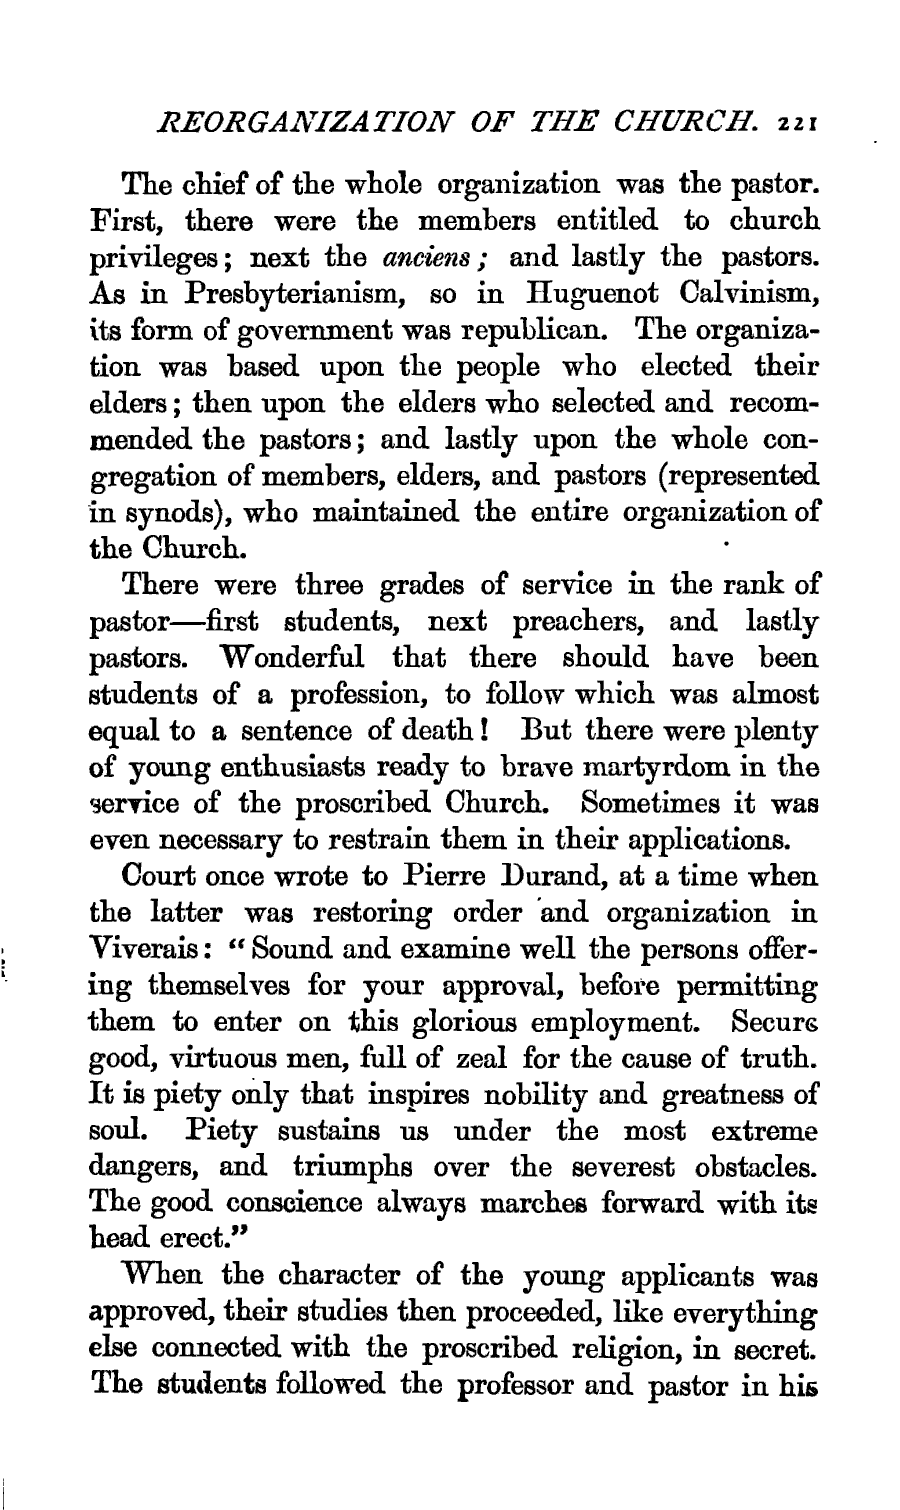 REORGANIZATION OF THE CHURCH. 221
The chief of the whole organization was the pastor.
First, there were the members entitled to church
privileges; next the anciens; and lastly the pastors.
As in Presbyterianism, so in Huguenot Calvinism,
its form of government was republican. The organiza-
tion was based upon the people who elected their
elders; then upon the elders who selected and recom-
mended the pastors; and lastly upon the whole con-
gregation of members, elders, and pastors (represented
in synods), who maintained the entire organization of
the Church.
There were three grades of service in the rank of
pastor—first students, next preachers, and lastly
pastors. Wonderful that there should have been
students of a profession, to follow which was almost
equal to a sentence of death! But there were plenty
of young enthusiasts ready to brave martyrdom in the
service of the proscribed Church. Sometimes it was
even necessary to restrain them in their applications.
Court once wrote to Pierre Durand, at a time when
the latter was restoring order and organization in
Viverais: “Sound and examine well the persons offer-
ing themselves for your approval, before permitting
them to enter on this glorious employment. Secure
good, virtuous men, full of zeal for the cause of truth.
It is piety only that inspires nobility and greatness of
soul. Piety sustains us under the most extreme
dangers, and triumphs over the severest obstacles.
The good conscience always marches forward with its
head erect.”
When the character of the young applicants was
approved, their studies then proceeded, like everything
else connected with the proscribed religion, in secret.
The students followed the professor and pastor in his